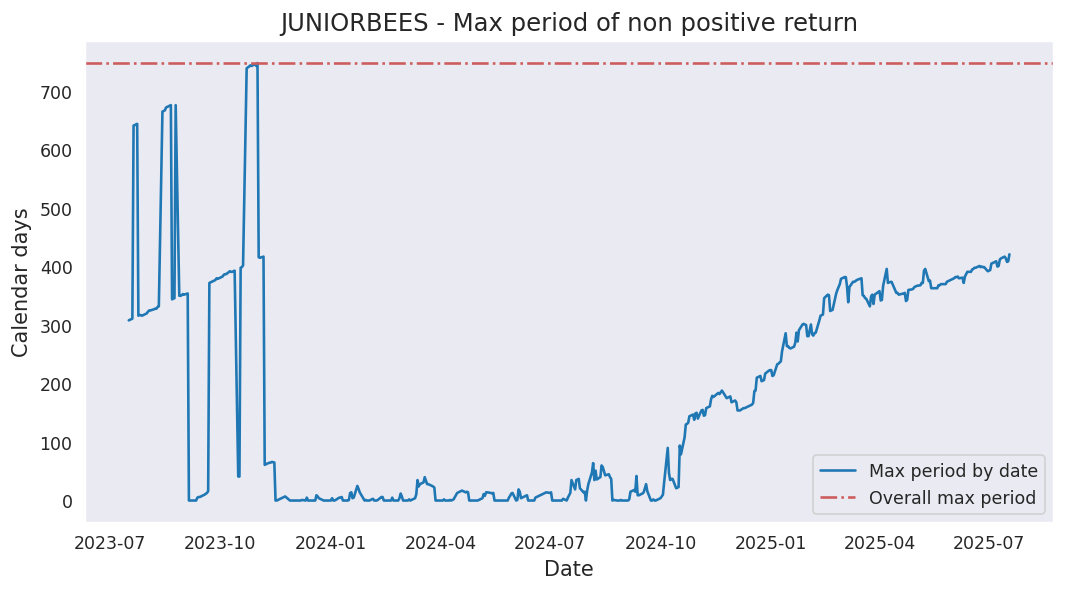 JUNIORBEES - Max period of non positive return
Calendar days
700
600
500
400
300
200
100
0
Max period by date
Overall max period
2023-07 2023-10 2024-01 2024-04 2024-07 2024-10 2025-01 2025-04 2025-07
Date